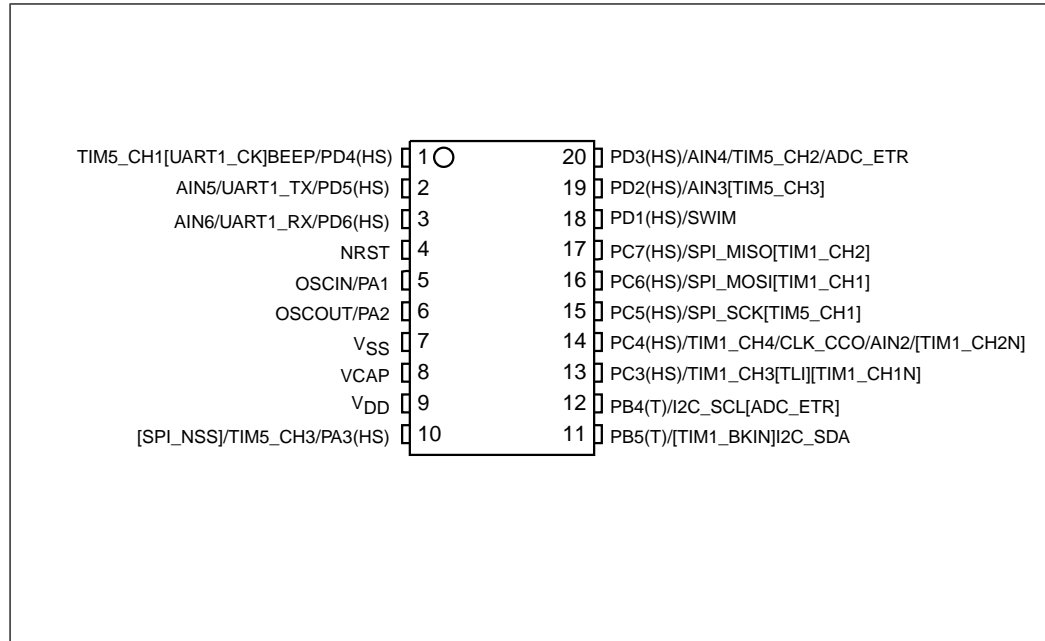 TIM5_CH1[UART1_CK]BEEP/PD4(HS) 1 20 PD3(HS)/AIN4/TIM5_CH2/ADC_ETR
AIN5/UART1_TX/PD5(HS) 2 19 PD2(HS)/AIN3[TIM5_CH3]
AIN6/UART1_RX/PD6(HS) 3 18 PD1(HS)/SWIM
NRST 4 17 PC7(HS)/SPI_MISO[TIM1_CH2]
OSCIN/PA1 5 16 PC6(HS)/SPI_MOSI[TIM1_CH1]
OSCOUT/PA2 6 15 PC5(HS)/SPI_SCK[TIM5_CH1]
VSS 7 14 PC4(HS)/TIM1_CH4/CLK_CCO/AIN2/[TIM1_CH2N]
VCAP 8 13 PC3(HS)/TIM1_CH3[TLI][TIM1_CH1N]
VDD 9 12 PB4(T)/I2C_SCL[ADC_ETR]
[SPI_NSS]/TIM5_CH3/PA3(HS) 10 11 PB5(T)/[TIM1_BKIN]I2C_SDA